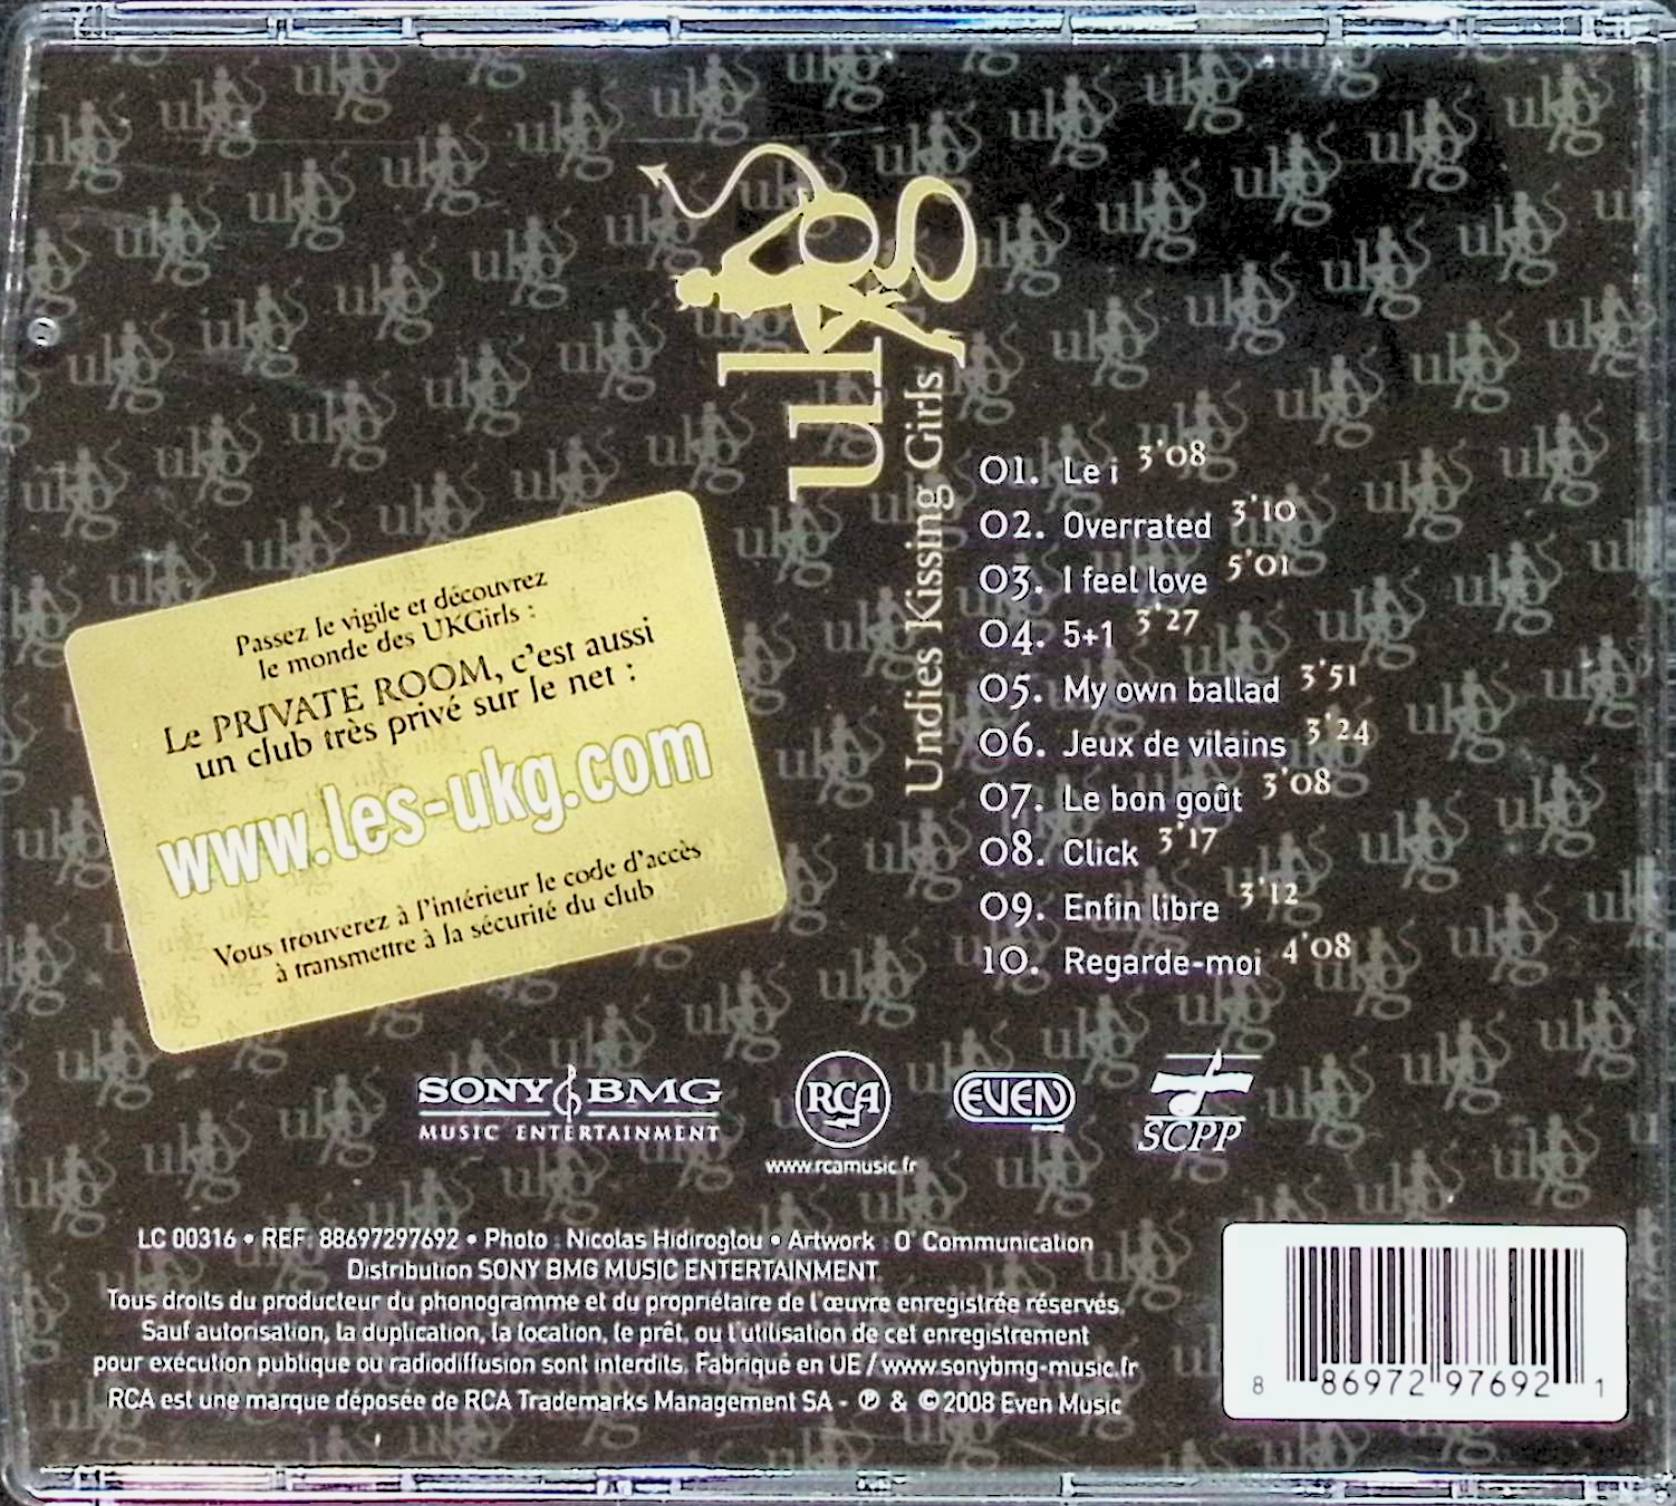 ukg
Undies Kissing Girls
01. Le i 3'08
02. Overrated 3'10
03. I feel love 5'01
04. 5+1 3'27
05. My own ballad 3'51
06. Jeux de vilains 3'24
07. Le bon goût 3'08
08. Click 3'17
09. Enfin libre 3'12
10. Regarde-moi 4'08
Passez le vigile et découvrez
le monde des UKGirls :
Le PRIVATE ROOM, c'est aussi
un club très privé sur le net :
www.les-ukg.com
Vous trouverez à l'intérieur le code d'accès
à transmettre à la sécurité du club
SONY BMG
MUSIC ENTERTAINMENT
RCA
www.rcamusic.fr
EVEN
SCPP
LC 00316 • REF: 88697297692 • Photo : Nicolas Hidiroglou • Artwork : O' Communication
Distribution SONY BMG MUSIC ENTERTAINMENT
Tous droits du producteur du phonogramme et du propriétaire de l'œuvre enregistrée réservés.
Sauf autorisation, la duplication, la location, le prêt, ou l'utilisation de cet enregistrement
pour exécution publique ou radiodiffusion sont interdits. Fabriqué en UE / www.sonybmg-music.fr
RCA est une marque déposée de RCA Trademarks Management SA - ℗ & © 2008 Even Music
8 86972 97692 1